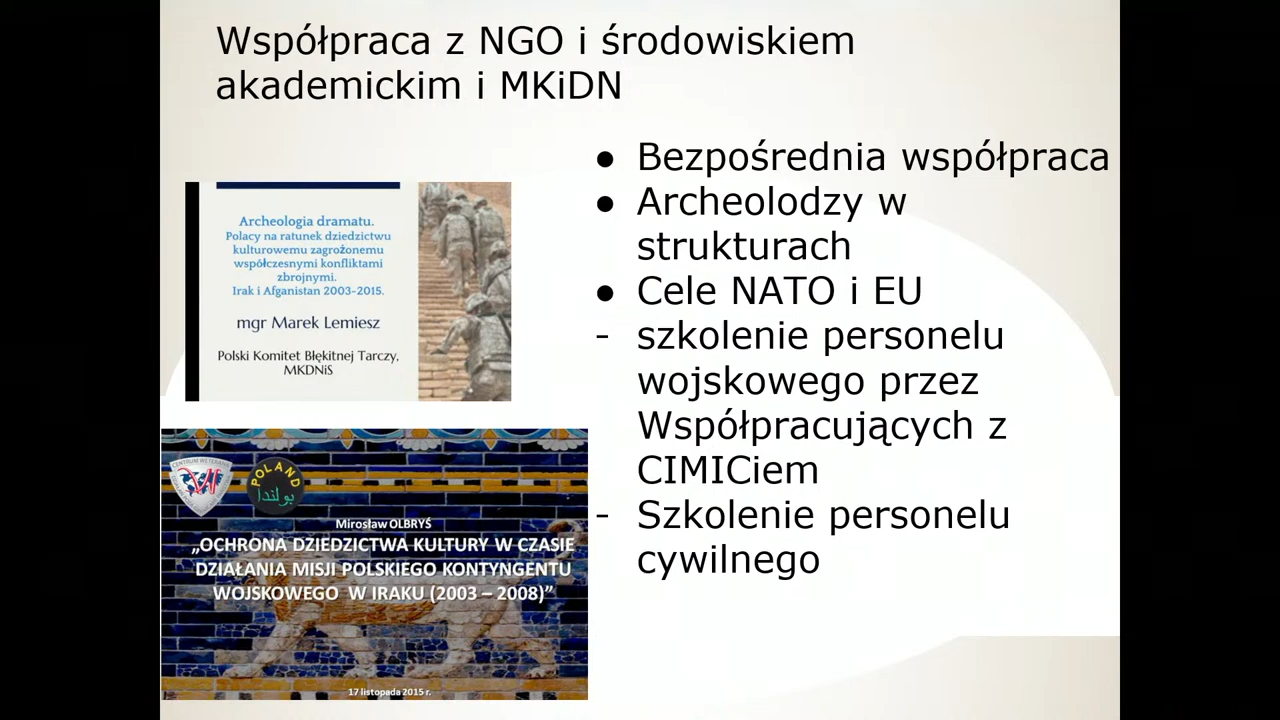 Współpraca z NGO i środowiskiem
akademickim i MKiDN
● Bezpośrednia współpraca
● Archeolodzy w
strukturach
● Cele NATO i EU
- szkolenie personelu
wojskowego przez
Współpracujących z
CIMICiem
- Szkolenie personelu
cywilnego
Archeologia dramatu.
Polacy na ratunek dziedzictwu
kulturowemu zagrożonemu
współczesnymi konfliktami
zbrojnymi.
Irak i Afganistan 2003-2015.
mgr Marek Lemiesz
Polski Komitet Błękitnej Tarczy,
MKDNiS
POLAND
بولندا
Mirosław OLBRYŚ
„OCHRONA DZIEDZICTWA KULTURY W CZASIE
DZIAŁANIA MISJI POLSKIEGO KONTYNGENTU
WOJSKOWEGO W IRAKU (2003 – 2008)”
17 listopada 2015 r.